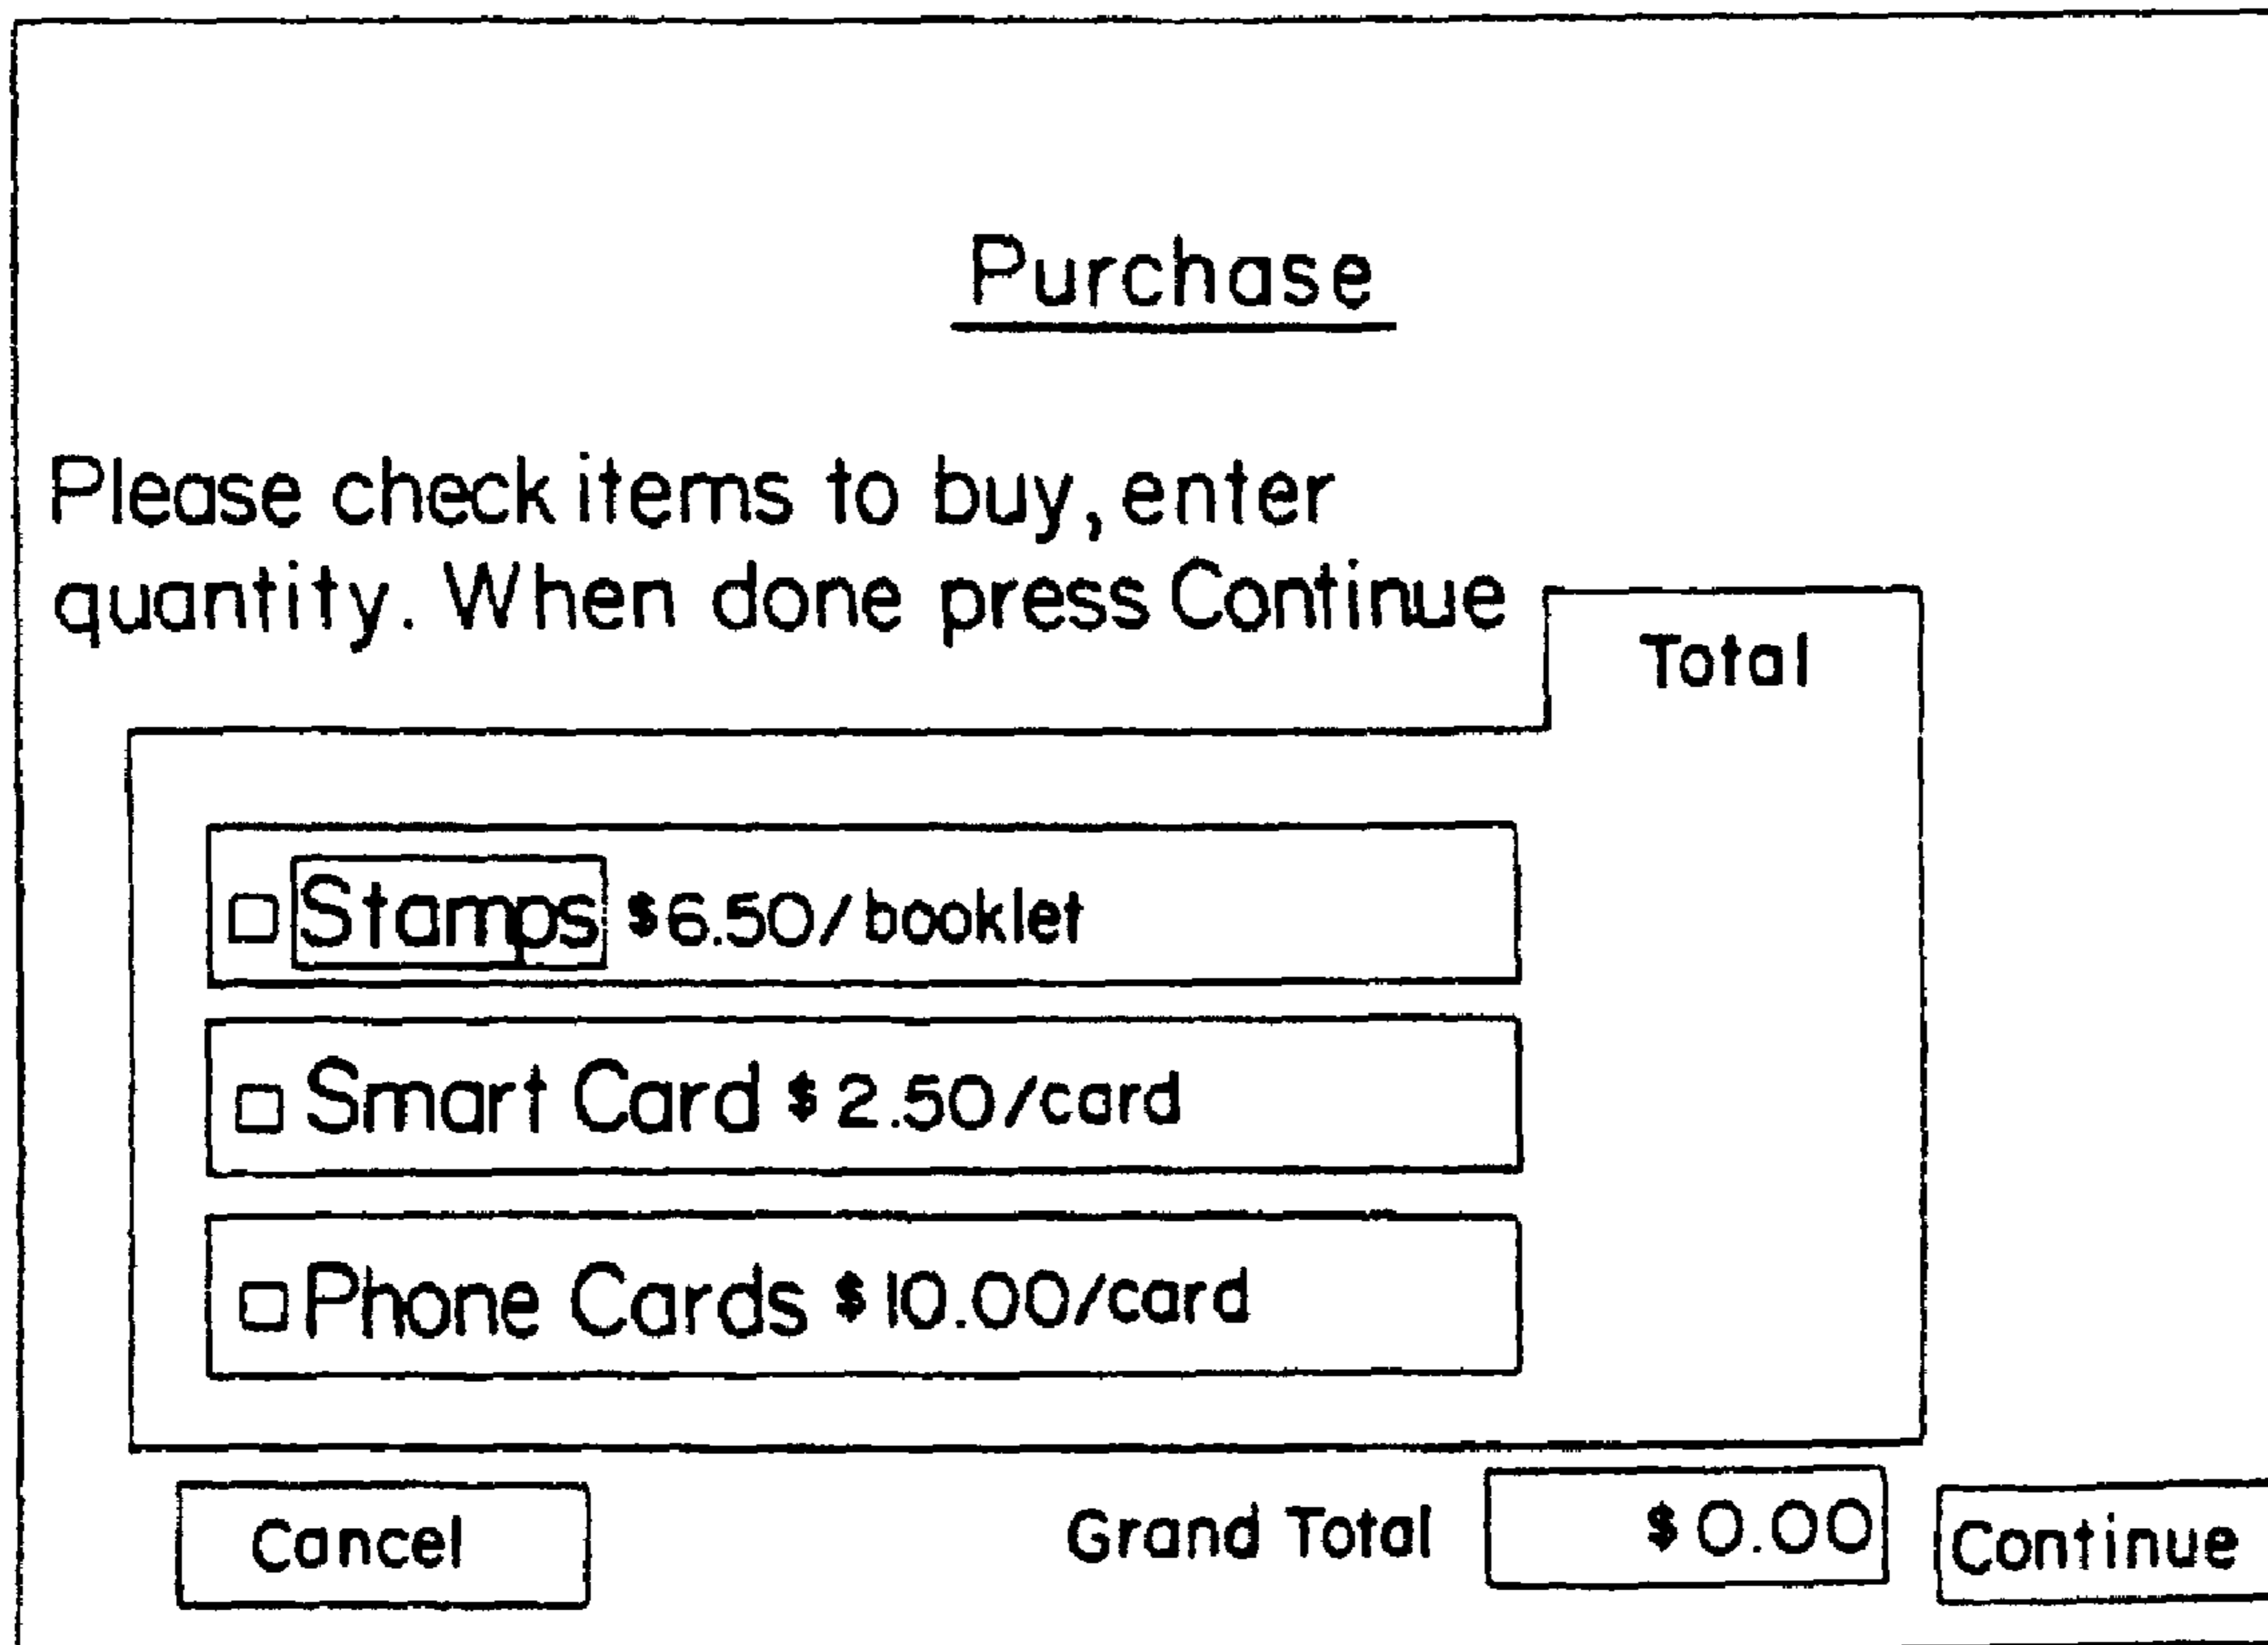 Purchase
Please check items to buy, enter
quantity. When done press Continue
Total
Stamps $6.50/booklet
Smart Card $2.50/card
Phone Cards $10.00/card
Cancel
Grand Total
$0.00
Continue